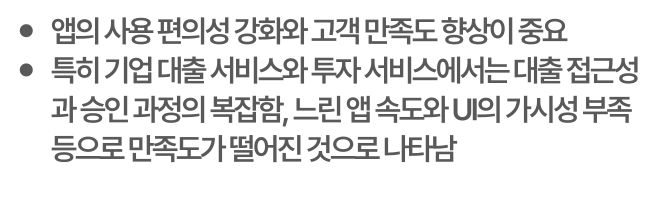 • 앱의 사용 편의성 강화와 고객 만족도 향상이 중요
• 특히 기업 대출 서비스와 투자 서비스에서는 대출 접근성
과 승인 과정의 복잡함, 느린 앱 속도와 UI의 가시성 부족
등으로 만족도가 떨어진 것으로 나타남